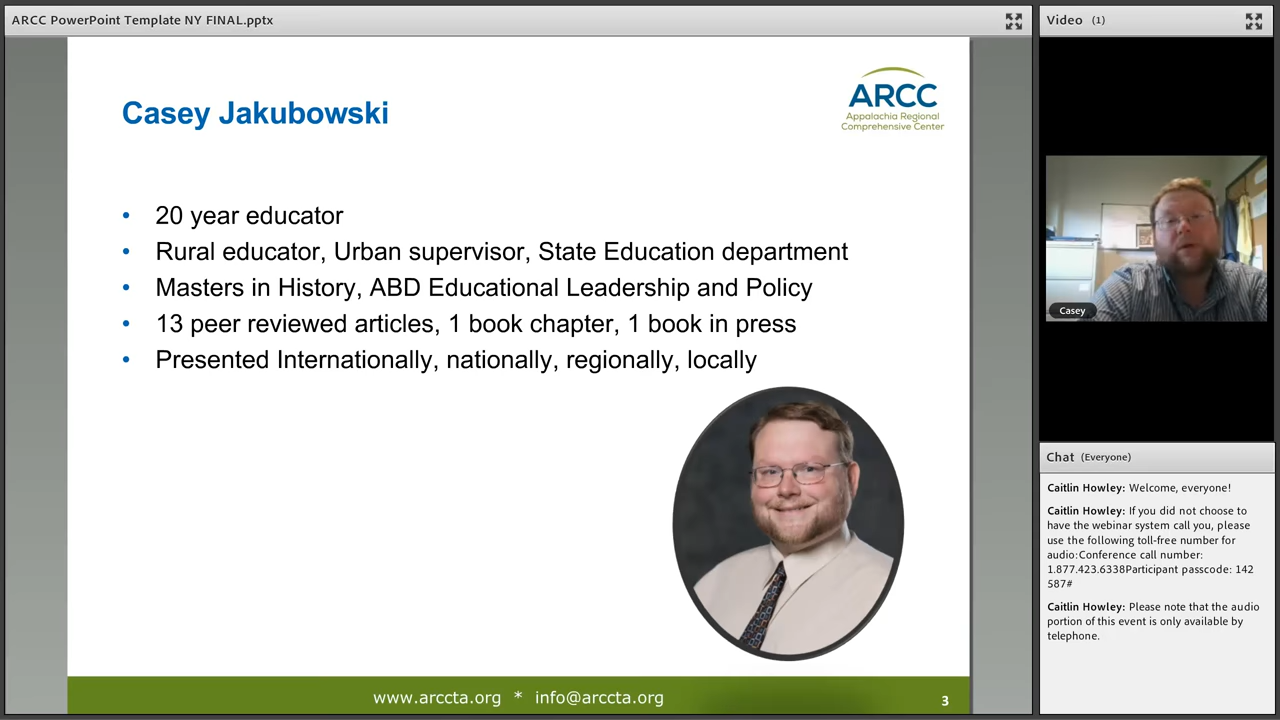 ARCC PowerPoint Template NY FINAL.pptx
Casey Jakubowski
ARCC
Appalachia Regional
Comprehensive Center
• 20 year educator
• Rural educator, Urban supervisor, State Education department
• Masters in History, ABD Educational Leadership and Policy
• 13 peer reviewed articles, 1 book chapter, 1 book in press
• Presented Internationally, nationally, regionally, locally
www.arccta.org * info@arccta.org
3
Video (1)
Casey
Chat (Everyone)
Caitlin Howley: Welcome, everyone!
Caitlin Howley: If you did not choose to
have the webinar system call you, please
use the following toll-free number for
audio:Conference call number:
1.877.423.6338Participant passcode: 142
587#
Caitlin Howley: Please note that the audio
portion of this event is only available by
telephone.